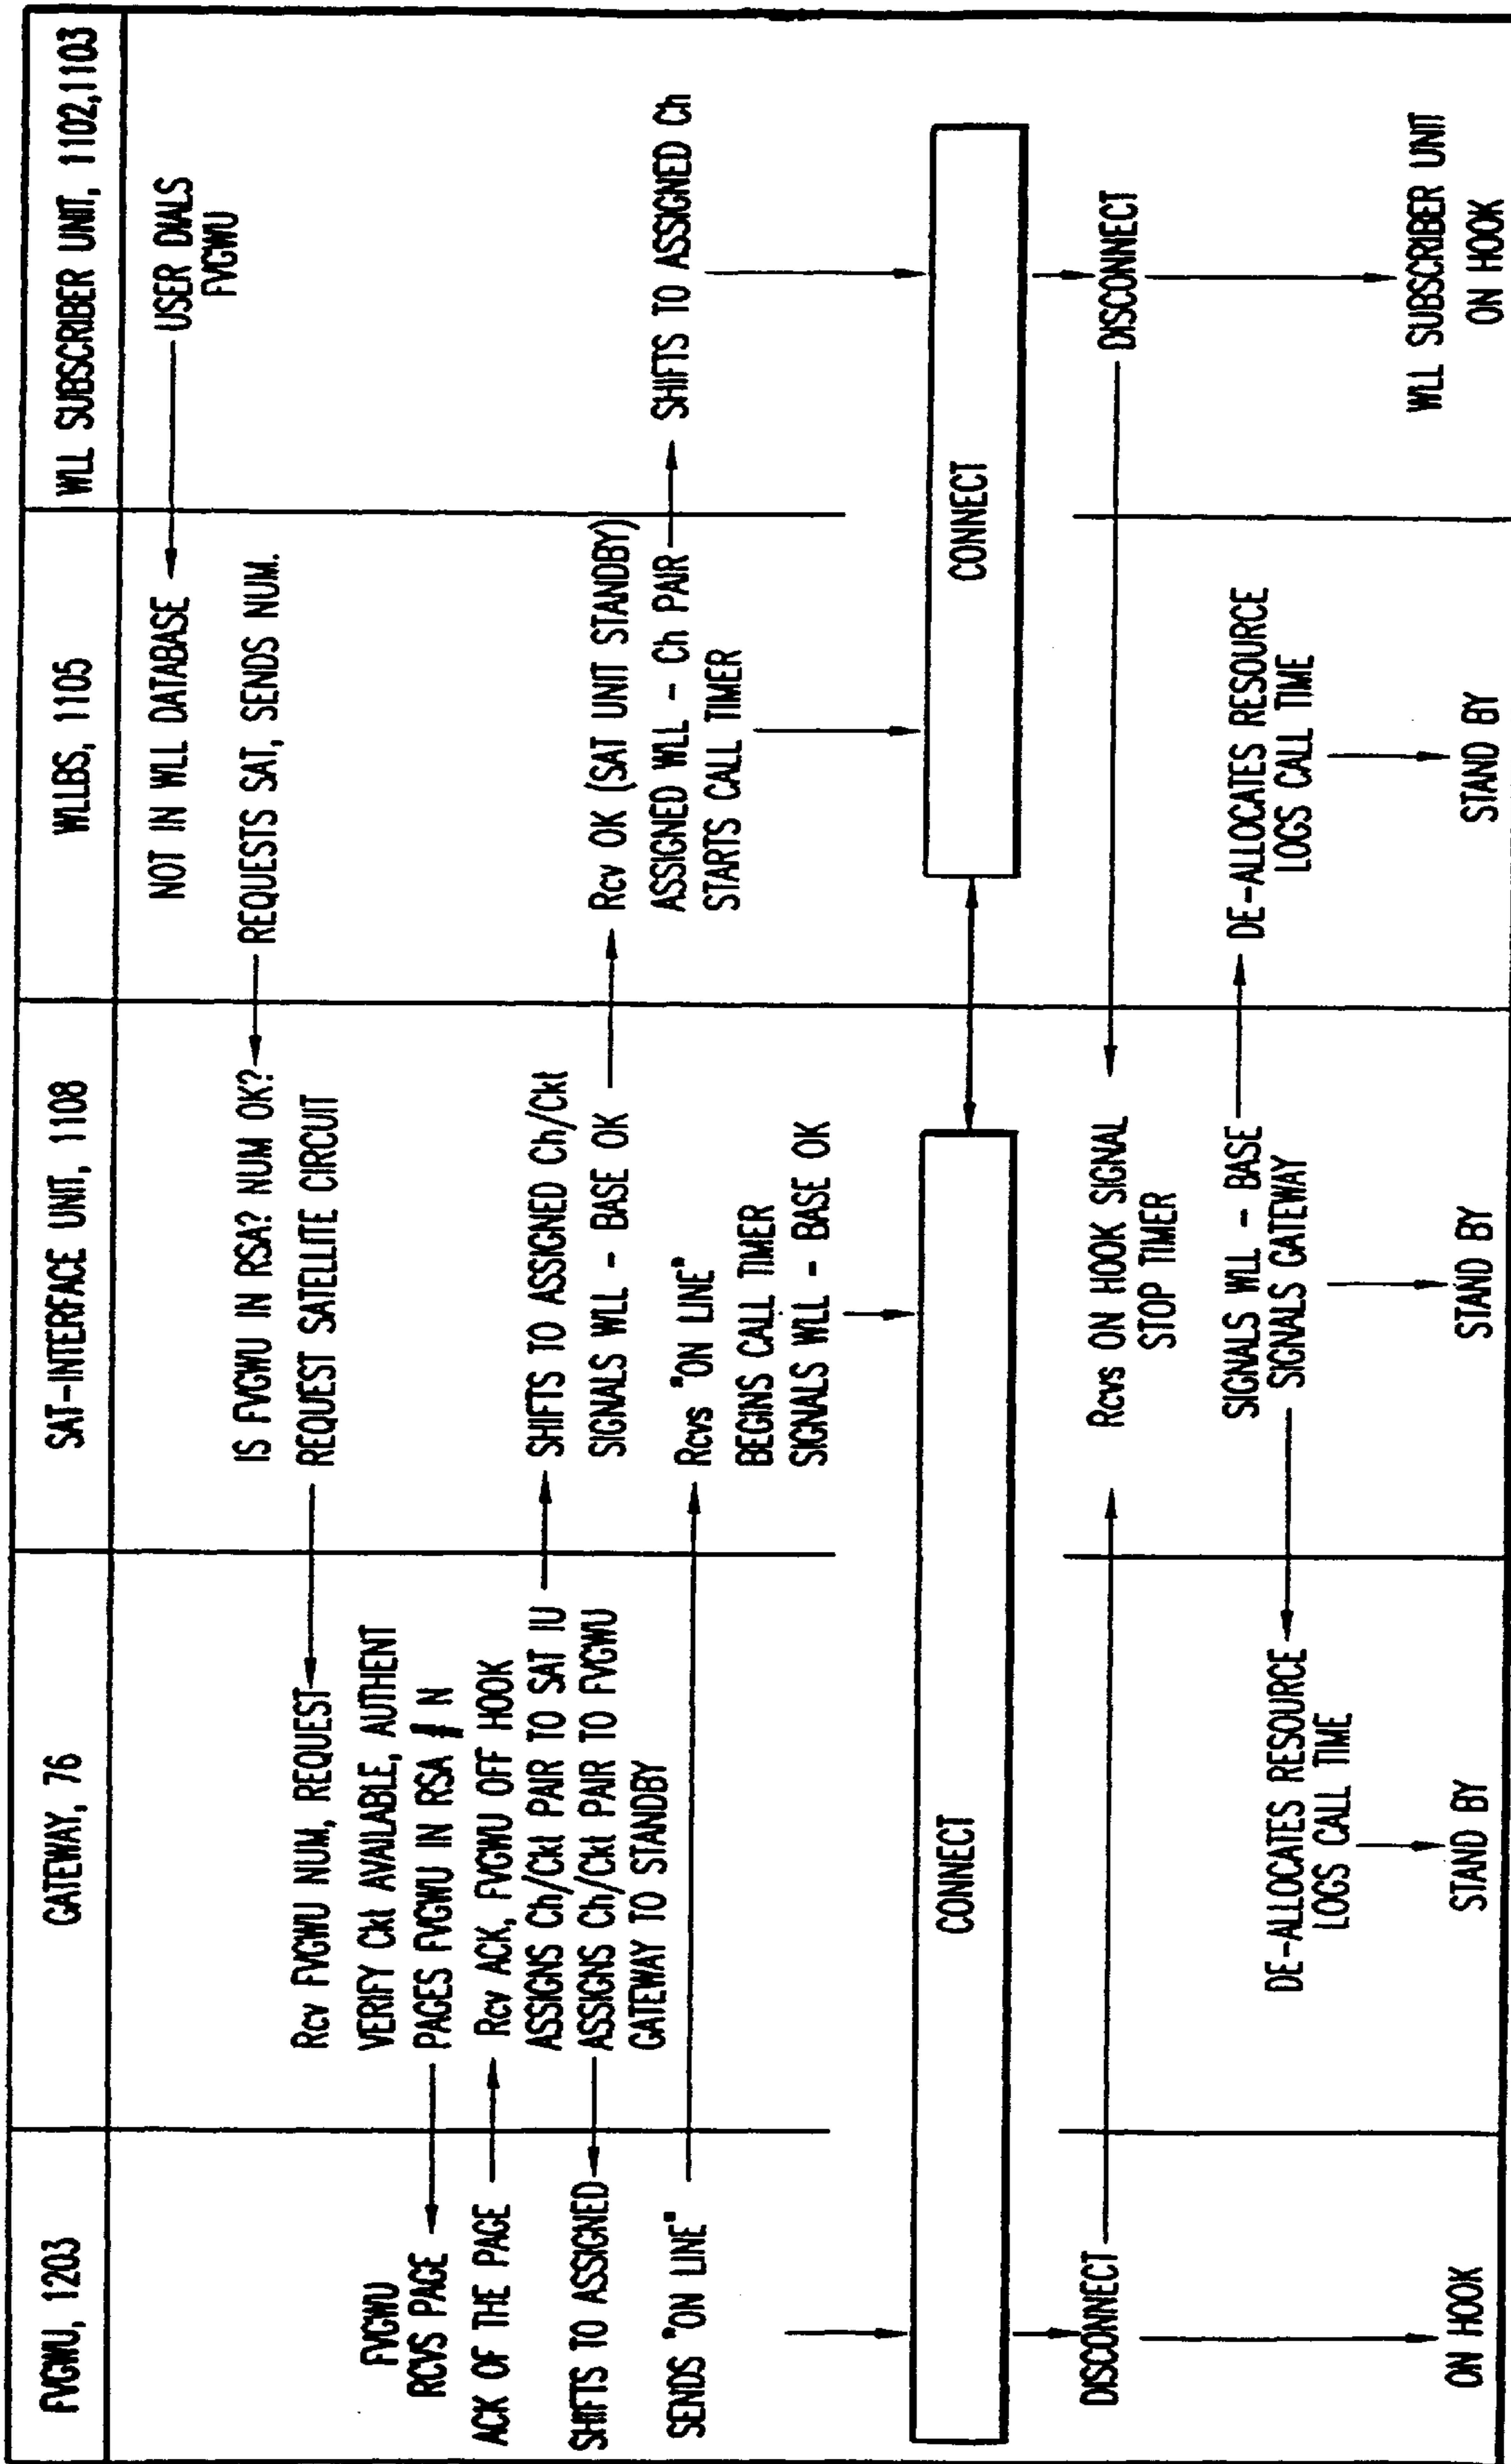 FVGWU, 1203
GATEWAY, 76
SAT-INTERFACE UNIT, 1108
WLLBS, 1105
WLL SUBSCRIBER UNIT, 1102,1103
USER DIALS
FVGWU
NOT IN WLL DATABASE
REQUESTS SAT, SENDS NUM.
IS FVGWU IN RSA? NUM OK?
REQUEST SATELLITE CIRCUIT
Rcv FVGWU NUM, REQUEST
VERIFY Ckt AVAILABLE, AUTHENT
PAGES FVGWU IN RSA # N
FVGWU
RCVS PAGE
ACK OF THE PAGE
Rcv ACK, FVGWU OFF HOOK
ASSIGNS Ch/Ckt PAIR TO SAT IU
ASSIGNS Ch/Ckt PAIR TO FVGWU
GATEWAY TO STANDBY
SHIFTS TO ASSIGNED
SHIFTS TO ASSIGNED Ch/Ckt
SIGNALS WLL - BASE OK
Rcv OK (SAT UNIT STANDBY)
ASSIGNED WLL - Ch PAIR
STARTS CALL TIMER
SHIFTS TO ASSIGNED Ch
SENDS "ON LINE"
Rcvs "ON LINE"
BEGINS CALL TIMER
SIGNALS WLL - BASE OK
CONNECT
CONNECT
DISCONNECT
Rcvs ON HOOK SIGNAL
STOP TIMER
DISCONNECT
SIGNALS WLL - BASE
SIGNALS GATEWAY
DE-ALLOCATES RESOURCE
LOGS CALL TIME
DE-ALLOCATES RESOURCE
LOGS CALL TIME
ON HOOK
STAND BY
STAND BY
STAND BY
WLL SUBSCRIBER UNIT
ON HOOK